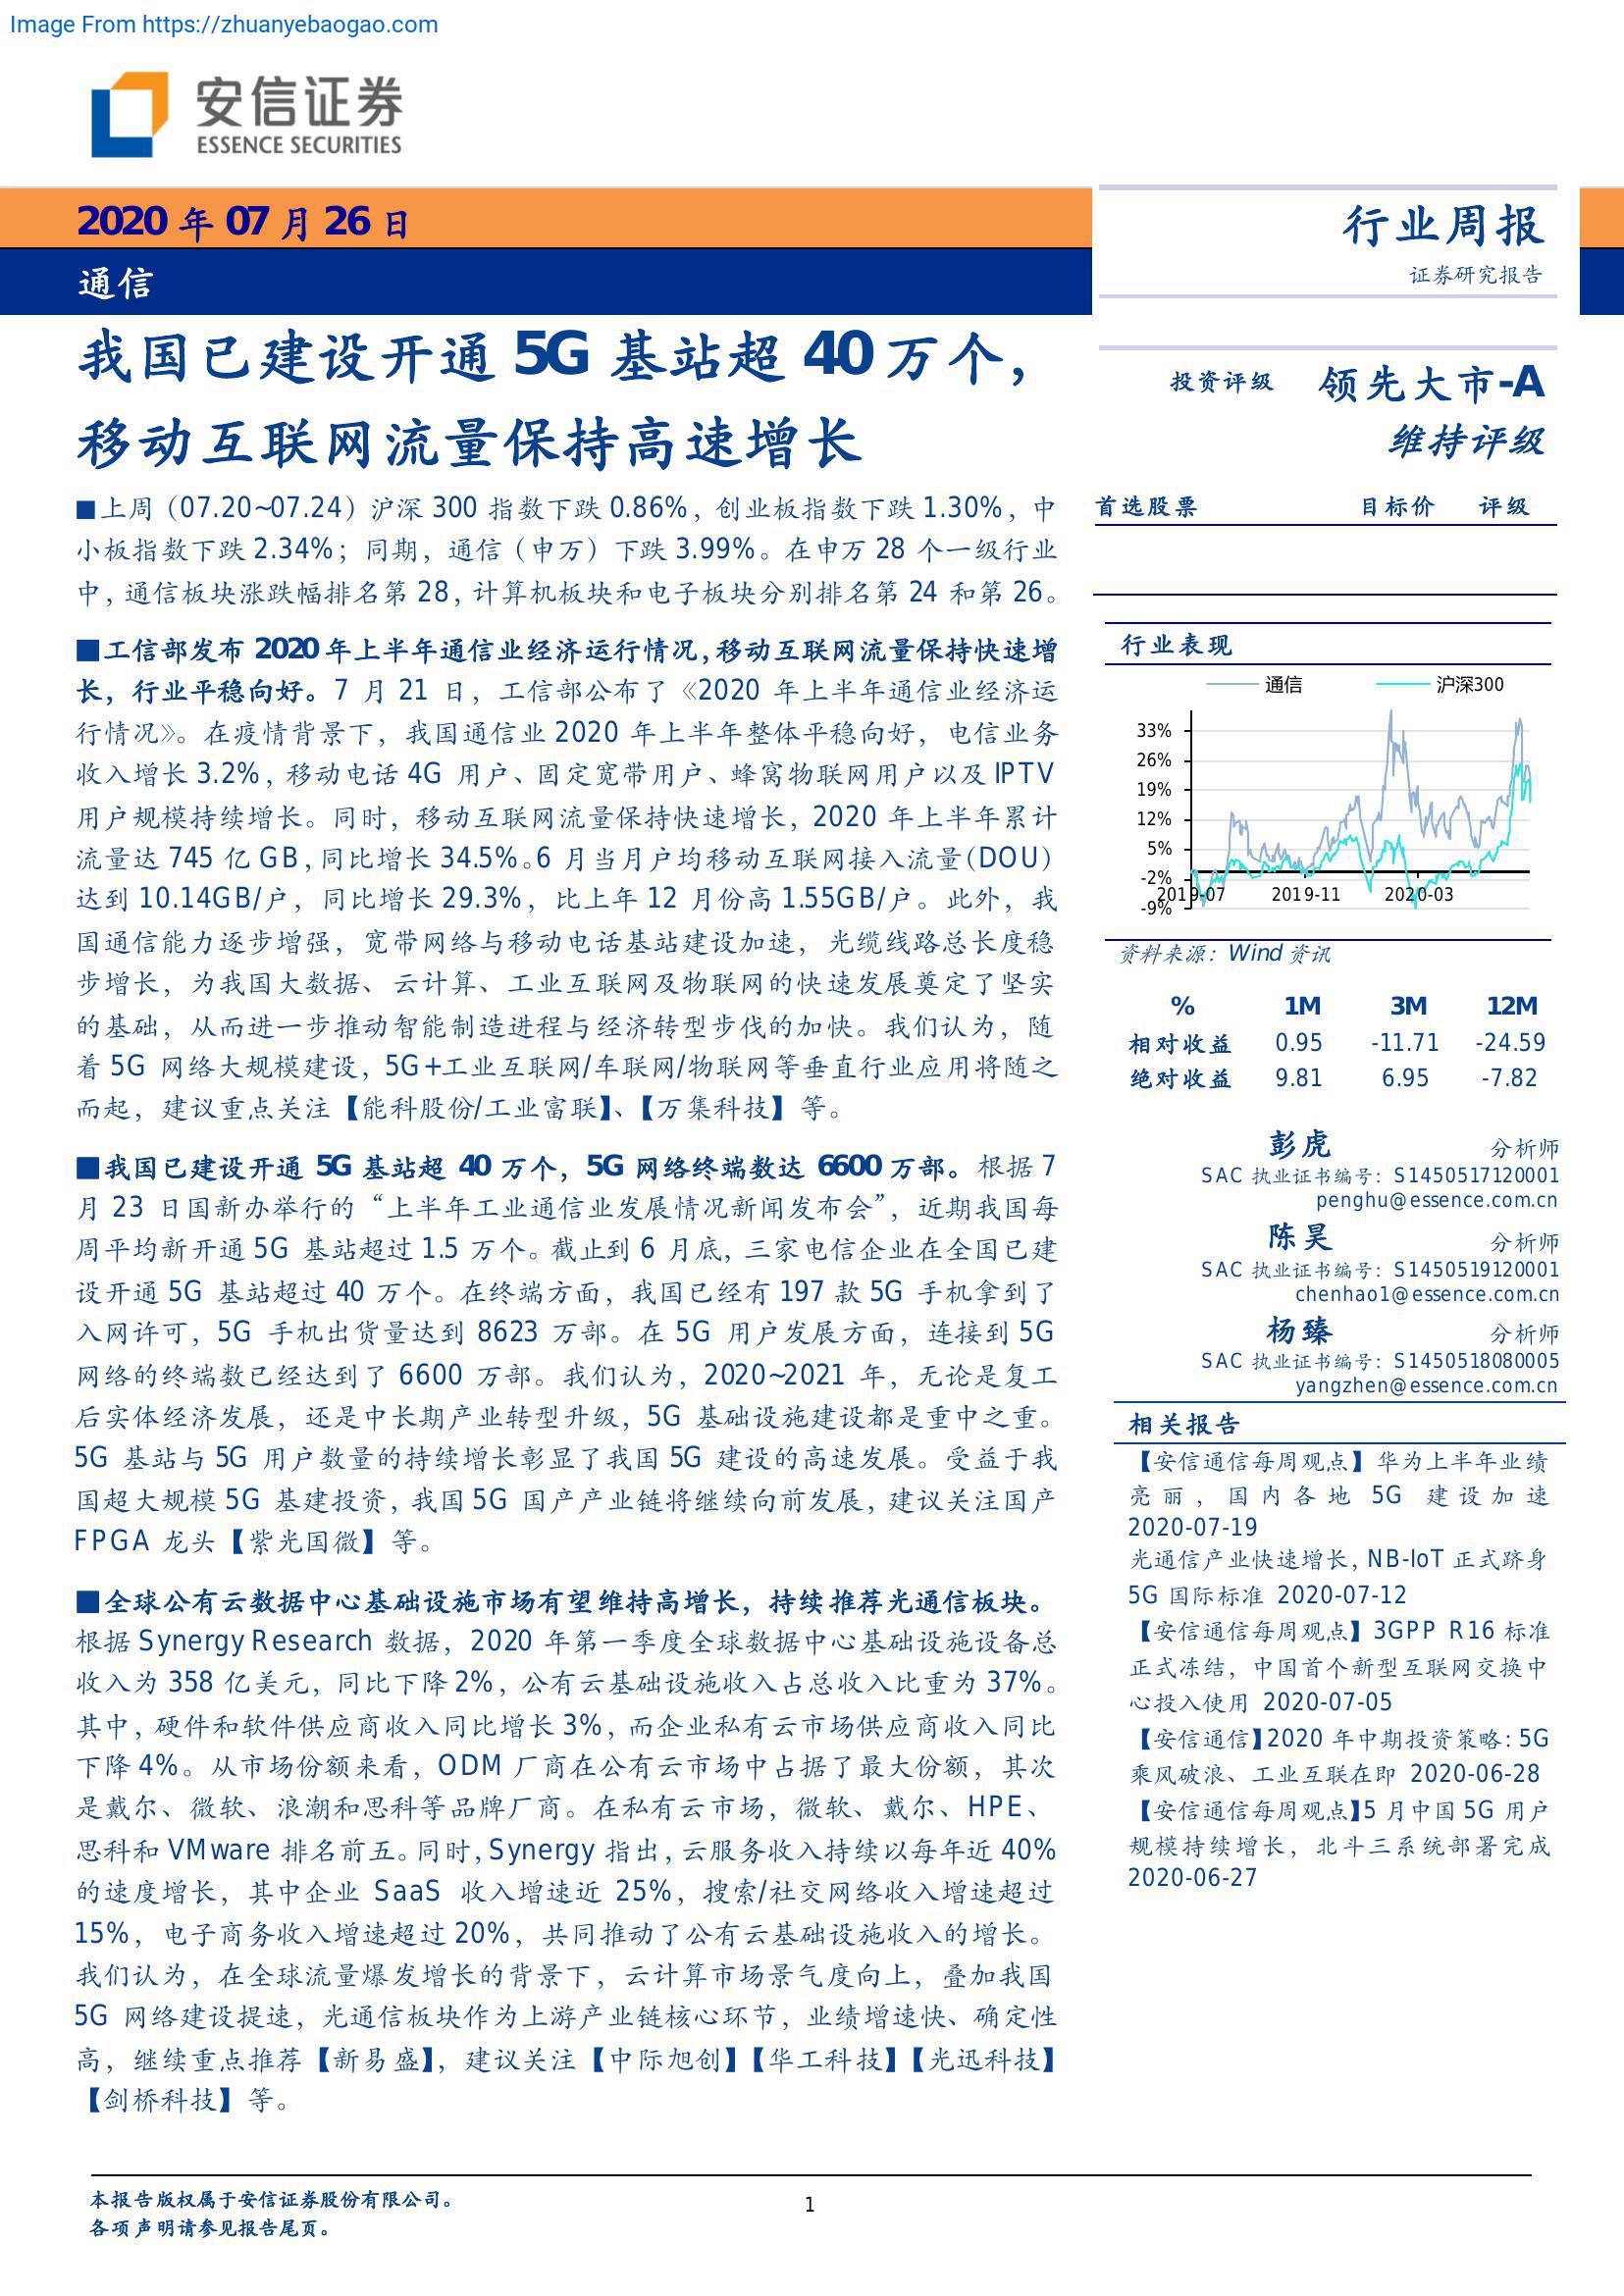 Image From https://zhuanyebaogao.com
安信证券
ESSENCE SECURITIES
2020 年 07 月 26 日
通信
行业周报
证券研究报告
我国已建设开通 5G 基站超 40 万个，
移动互联网流量保持高速增长
■上周（07.20~07.24）沪深 300 指数下跌 0.86%，创业板指数下跌 1.30%，中
小板指数下跌 2.34%；同期，通信（申万）下跌 3.99%。在申万 28 个一级行业
中，通信板块涨跌幅排名第 28，计算机板块和电子板块分别排名第 24 和第 26。
■工信部发布 2020 年上半年通信业经济运行情况，移动互联网流量保持快速增
长，行业平稳向好。7 月 21 日，工信部公布了《2020 年上半年通信业经济运
行情况》。在疫情背景下，我国通信业 2020 年上半年整体平稳向好，电信业务
收入增长 3.2%，移动电话 4G 用户、固定宽带用户、蜂窝物联网用户以及 IPTV
用户规模持续增长。同时，移动互联网流量保持快速增长，2020 年上半年累计
流量达 745 亿 GB，同比增长 34.5%。6 月当月户均移动互联网接入流量（DOU）
达到 10.14GB/户，同比增长 29.3%，比上年 12 月份高 1.55GB/户。此外，我
国通信能力逐步增强，宽带网络与移动电话基站建设加速，光缆线路总长度稳
步增长，为我国大数据、云计算、工业互联网及物联网的快速发展奠定了坚实
的基础，从而进一步推动智能制造进程与经济转型步伐的加快。我们认为，随
着 5G 网络大规模建设，5G+工业互联网/车联网/物联网等垂直行业应用将随之
而起，建议重点关注【能科股份/工业富联】、【万集科技】等。
■我国已建设开通 5G 基站超 40 万个，5G 网络终端数达 6600 万部。根据 7
月 23 日国新办举行的“上半年工业通信业发展情况新闻发布会”，近期我国每
周平均新开通 5G 基站超过 1.5 万个。截止到 6 月底，三家电信企业在全国已建
设开通 5G 基站超过 40 万个。在终端方面，我国已经有 197 款 5G 手机拿到了
入网许可，5G 手机出货量达到 8623 万部。在 5G 用户发展方面，连接到 5G
网络的终端数已经达到了 6600 万部。我们认为，2020~2021 年，无论是复工
后实体经济发展，还是中长期产业转型升级，5G 基础设施建设都是重中之重。
5G 基站与 5G 用户数量的持续增长彰显了我国 5G 建设的高速发展。受益于我
国超大规模 5G 基建投资，我国 5G 国产产业链将继续向前发展，建议关注国产
FPGA 龙头【紫光国微】等。
■全球公有云数据中心基础设施市场有望维持高增长，持续推荐光通信板块。
根据 Synergy Research 数据，2020 年第一季度全球数据中心基础设施设备总
收入为 358 亿美元，同比下降 2%，公有云基础设施收入占总收入比重为 37%。
其中，硬件和软件供应商收入同比增长 3%，而企业私有云市场供应商收入同比
下降 4%。从市场份额来看，ODM 厂商在公有云市场中占据了最大份额，其次
是戴尔、微软、浪潮和思科等品牌厂商。在私有云市场，微软、戴尔、HPE、
思科和 VMware 排名前五。同时，Synergy 指出，云服务收入持续以每年近 40%
的速度增长，其中企业 SaaS 收入增速近 25%，搜索/社交网络收入增速超过
15%，电子商务收入增速超过 20%，共同推动了公有云基础设施收入的增长。
我们认为，在全球流量爆发增长的背景下，云计算市场景气度向上，叠加我国
5G 网络建设提速，光通信板块作为上游产业链核心环节，业绩增速快、确定性
高，继续重点推荐【新易盛】，建议关注【中际旭创】【华工科技】【光迅科技】
【剑桥科技】等。
投资评级 领先大市-A
维持评级
首选股票 目标价 评级
行业表现
通信 沪深300
33%
26%
19%
12%
5%
-2%
-9%
2019-07 2019-11 2020-03
资料来源：Wind 资讯
% 1M 3M 12M
相对收益 0.95 -11.71 -24.59
绝对收益 9.81 6.95 -7.82
彭虎 分析师
SAC 执业证书编号：S1450517120001
penghu@essence.com.cn
陈昊 分析师
SAC 执业证书编号：S1450519120001
chenhao1@essence.com.cn
杨臻 分析师
SAC 执业证书编号：S1450518080005
yangzhen@essence.com.cn
相关报告
【安信通信每周观点】华为上半年业绩
亮丽，国内各地 5G 建设加速
2020-07-19
光通信产业快速增长，NB-IoT 正式跻身
5G 国际标准 2020-07-12
【安信通信每周观点】3GPP R16 标准
正式冻结，中国首个新型互联网交换中
心投入使用 2020-07-05
【安信通信】2020 年中期投资策略：5G
乘风破浪、工业互联在即 2020-06-28
【安信通信每周观点】5 月中国 5G 用户
规模持续增长，北斗三系统部署完成
2020-06-27
本报告版权属于安信证券股份有限公司。
各项声明请参见报告尾页。
1